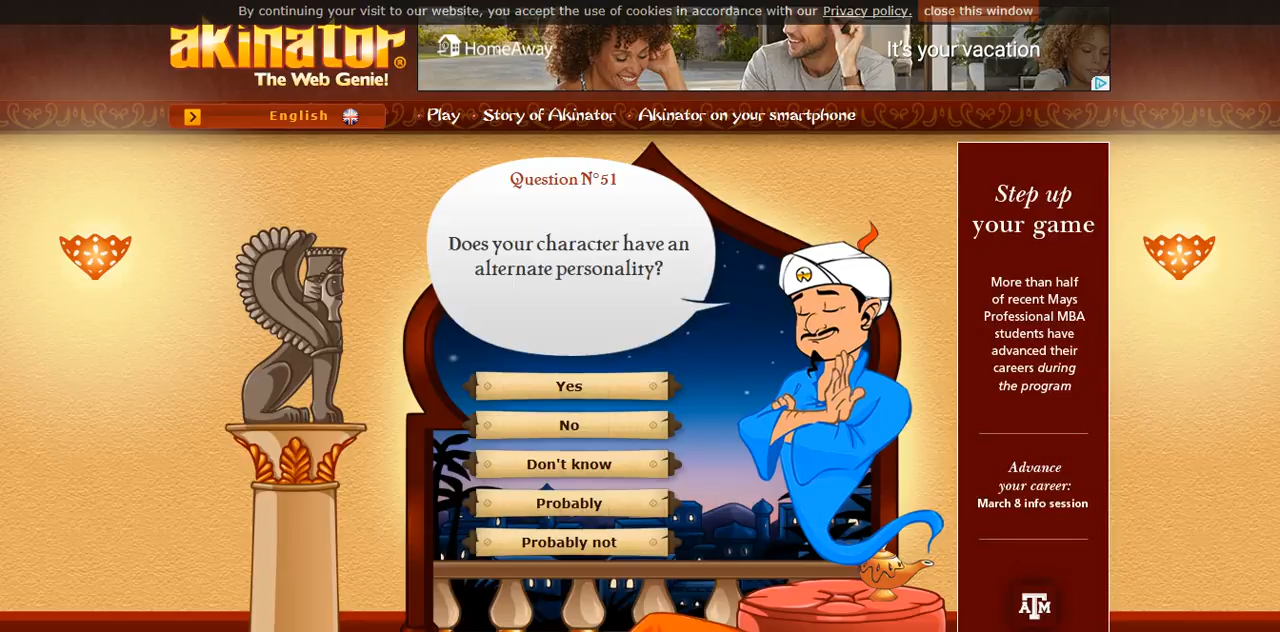 By continuing your visit to our website, you accept the use of cookies in accordance with our Privacy policy. close this window
akinator®
The Web Genie!
HomeAway
It's your vacation
English
Play
Story of Akinator
Akinator on your smartphone
Question N°51
Does your character have an
alternate personality?
Yes
No
Don't know
Probably
Probably not
Step up
your game
More than half
of recent Mays
Professional MBA
students have
advanced their
careers during
the program
Advance
your career:
March 8 info session
ATM